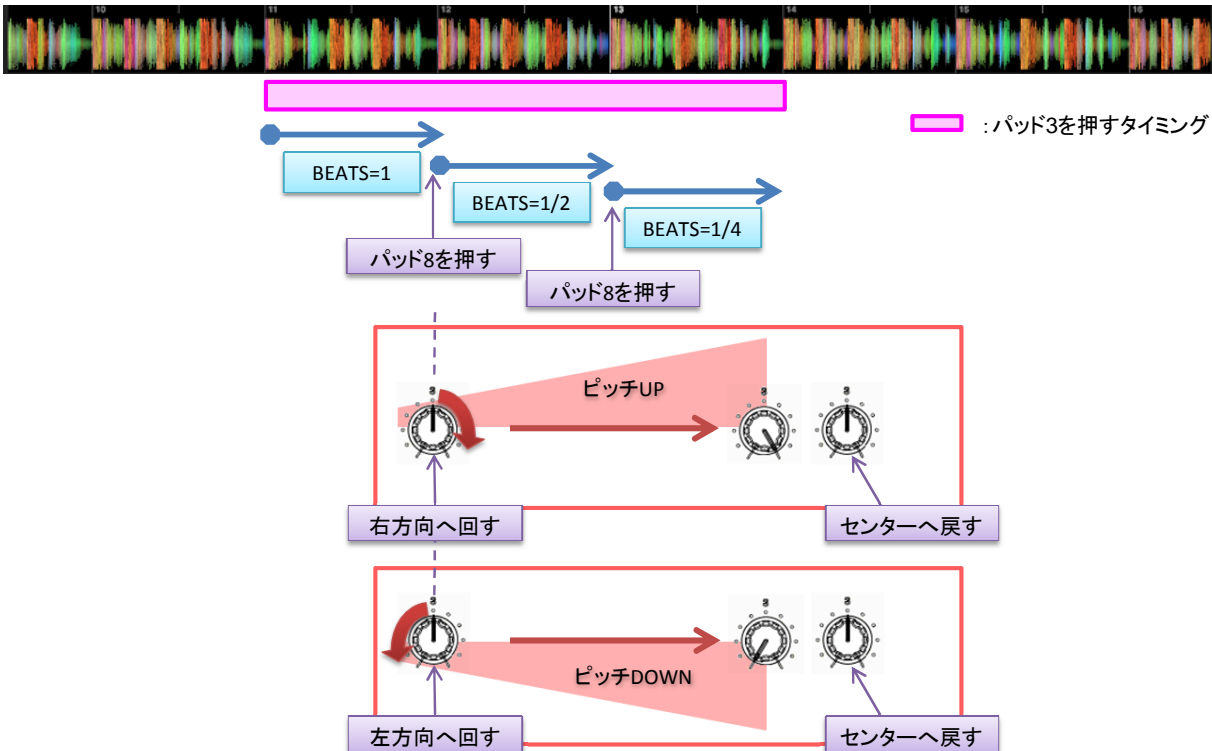 10
11
12
13
14
15
16
：パッド3を押すタイミング
BEATS=1
BEATS=1/2
BEATS=1/4
パッド8を押す
パッド8を押す
ピッチUP
右方向へ回す
センターへ戻す
ピッチDOWN
左方向へ回す
センターへ戻す